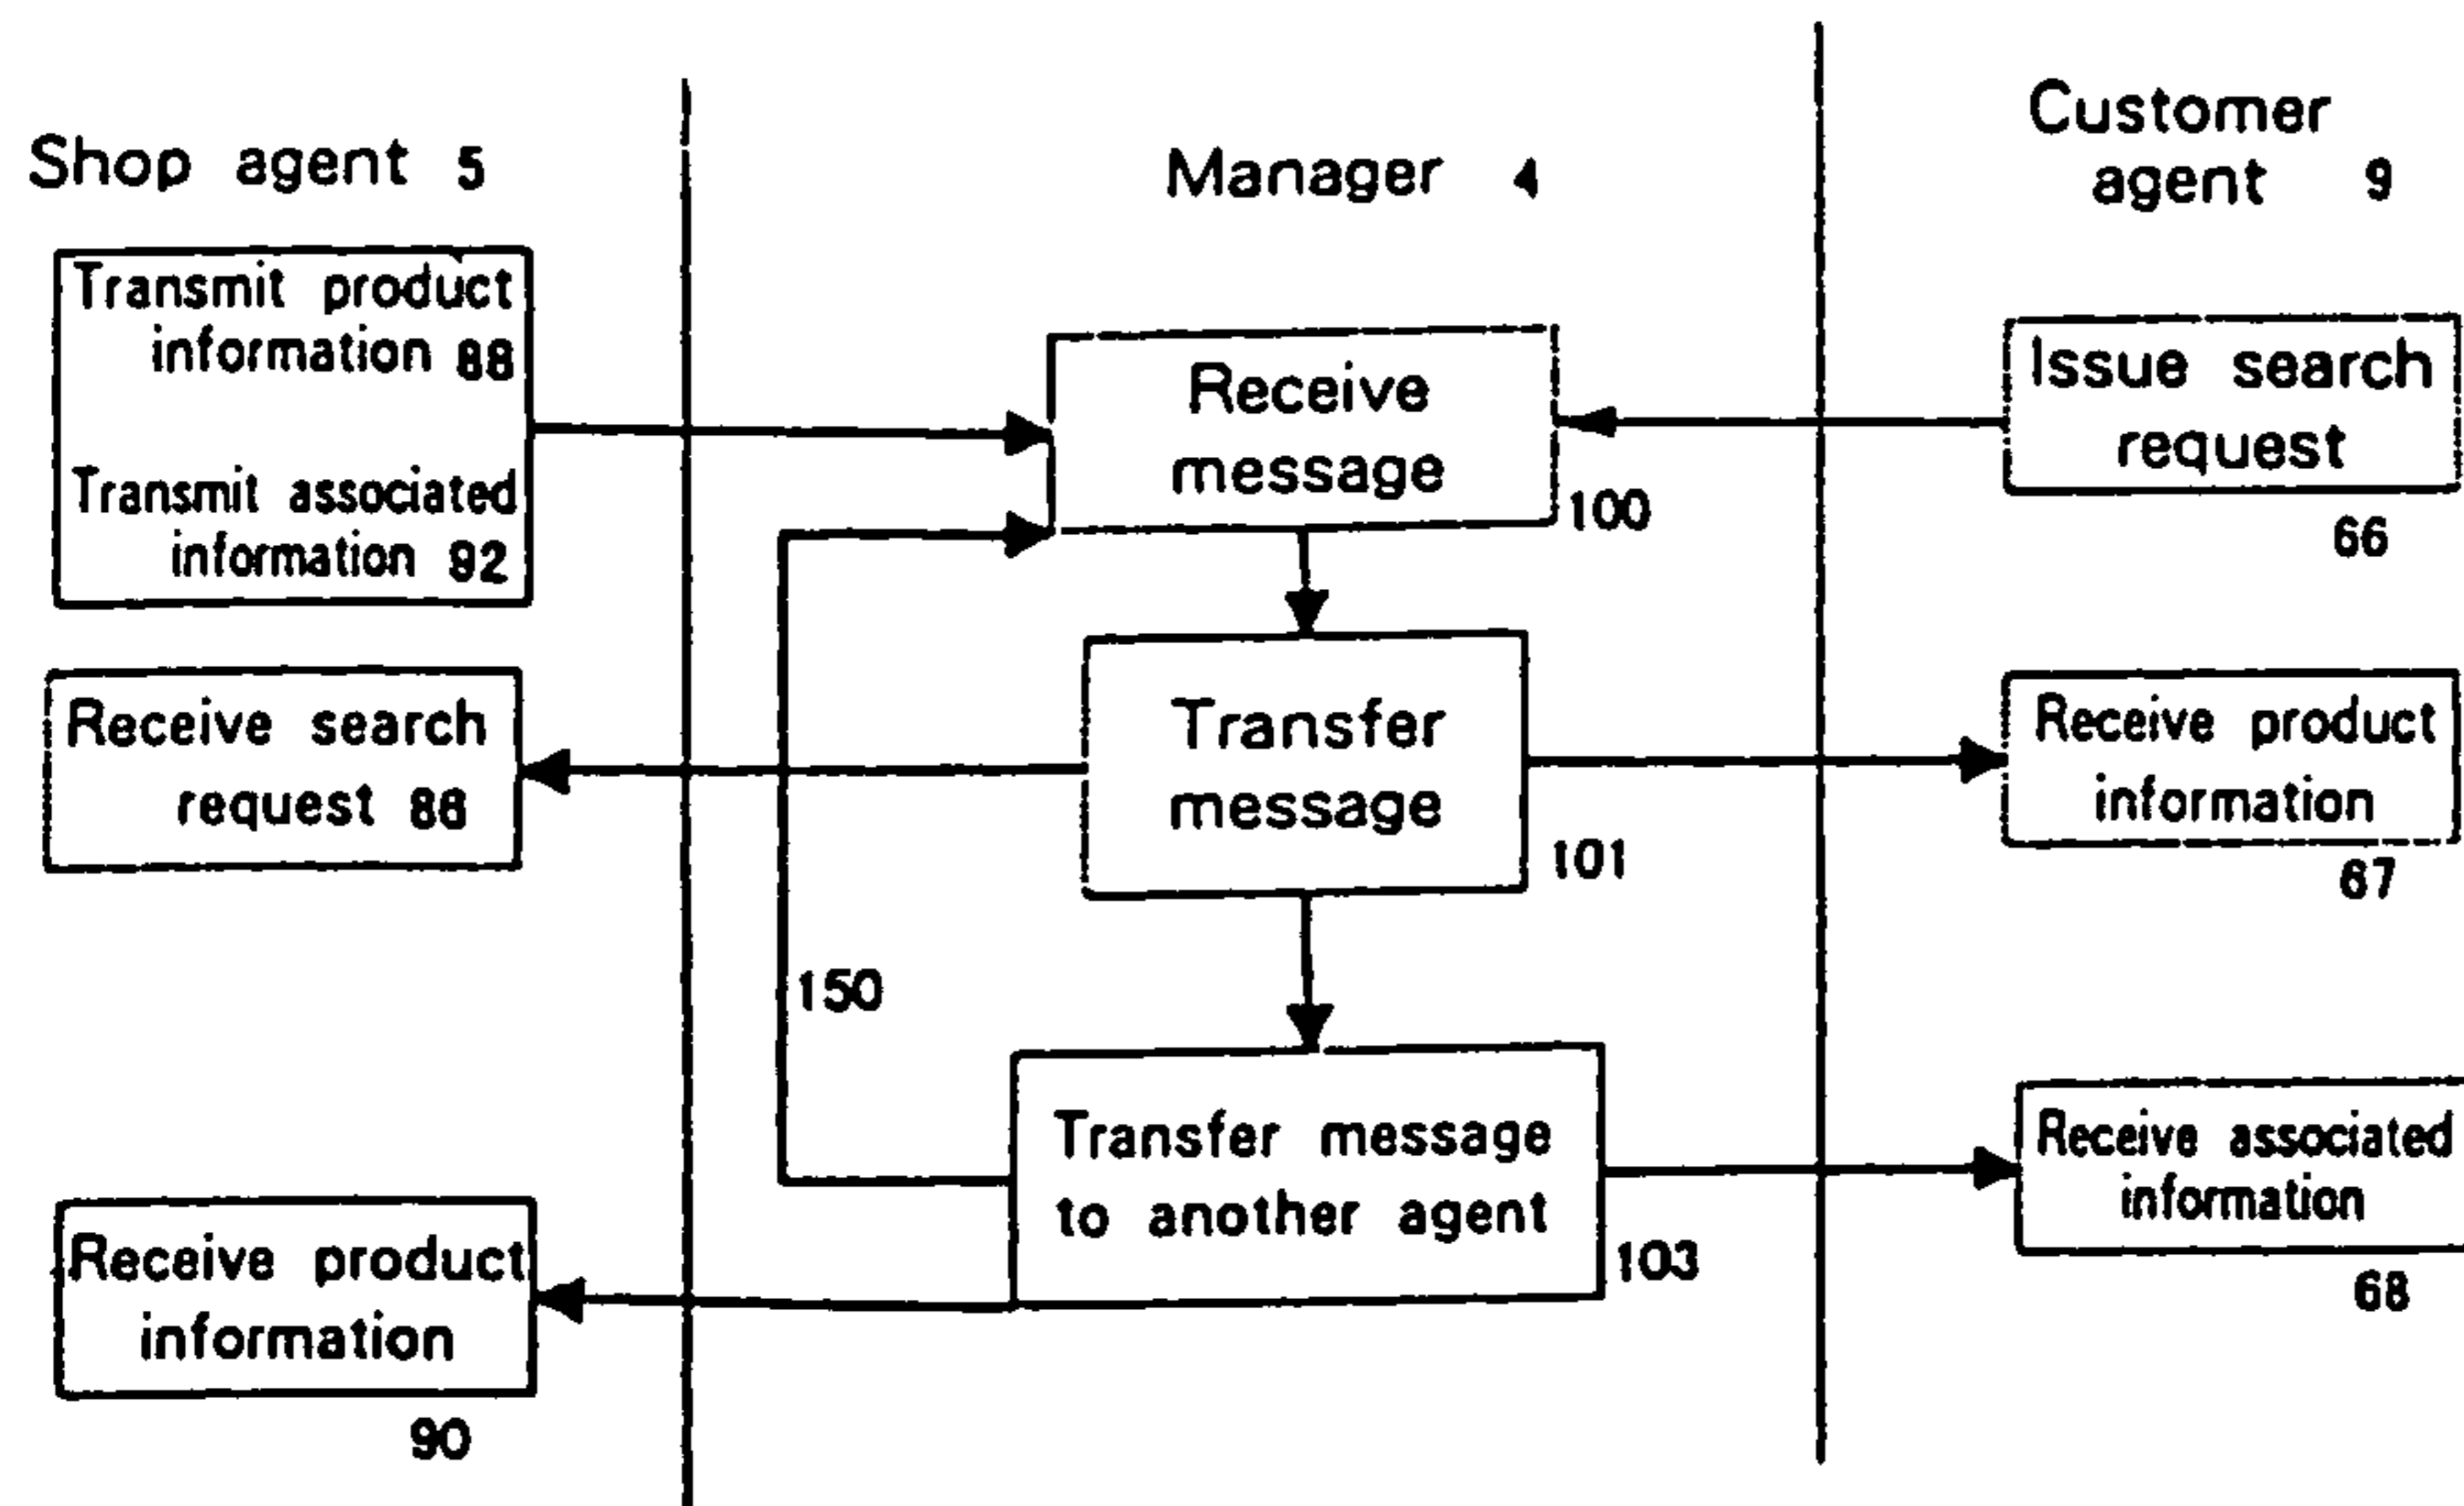 Shop agent 5
Manager 4
Customer
agent 9
Transmit product
information 88
Transmit associated
information 92
Receive
message
100
Issue search
request
66
Receive search
request
Transfer
message
101
Receive product
information
67
150
Transfer message
to another agent
103
Receive associated
information
68
Receive product
information
90